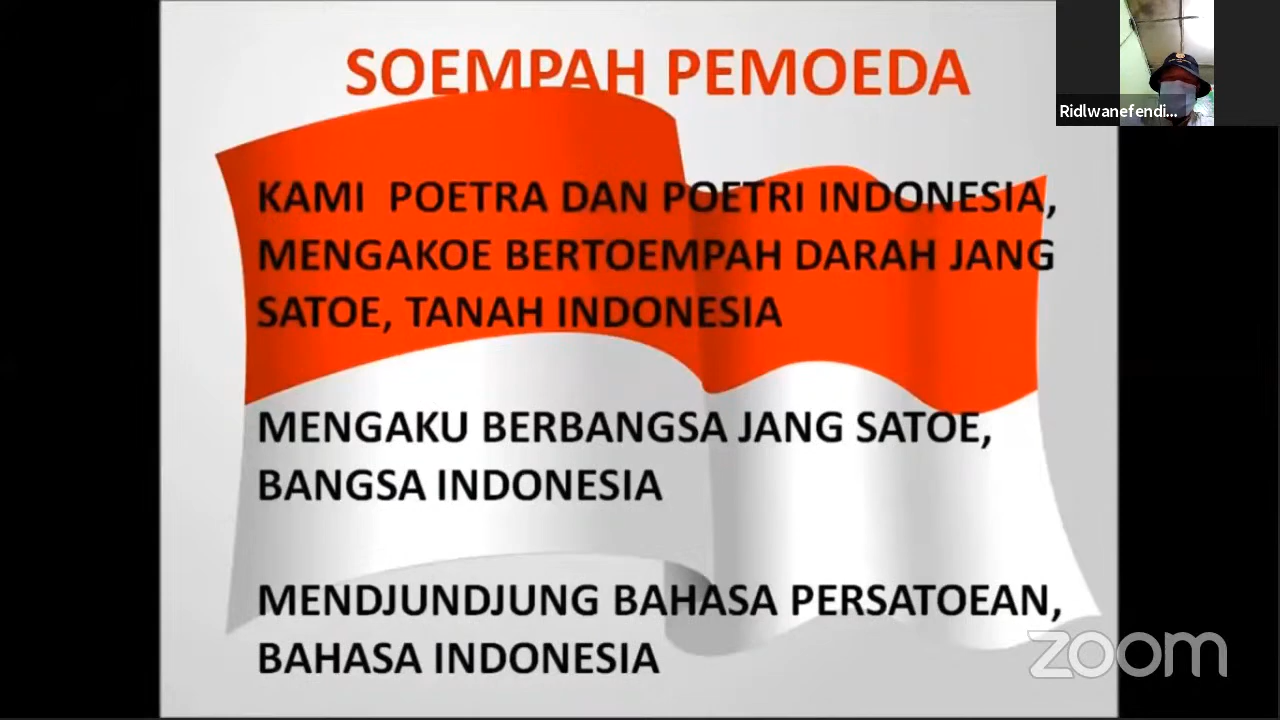 SOEMPAH PEMOEDA
KAMI POETRA DAN POETRI INDONESIA,
MENGAKOE BERTOEMPAH DARAH JANG
SATOE, TANAH INDONESIA
MENGAKU BERBANGSA JANG SATOE,
BANGSA INDONESIA
MENDJUNDJUNG BAHASA PERSATOEAN,
BAHASA INDONESIA
Ridlwanefendi...
zoom